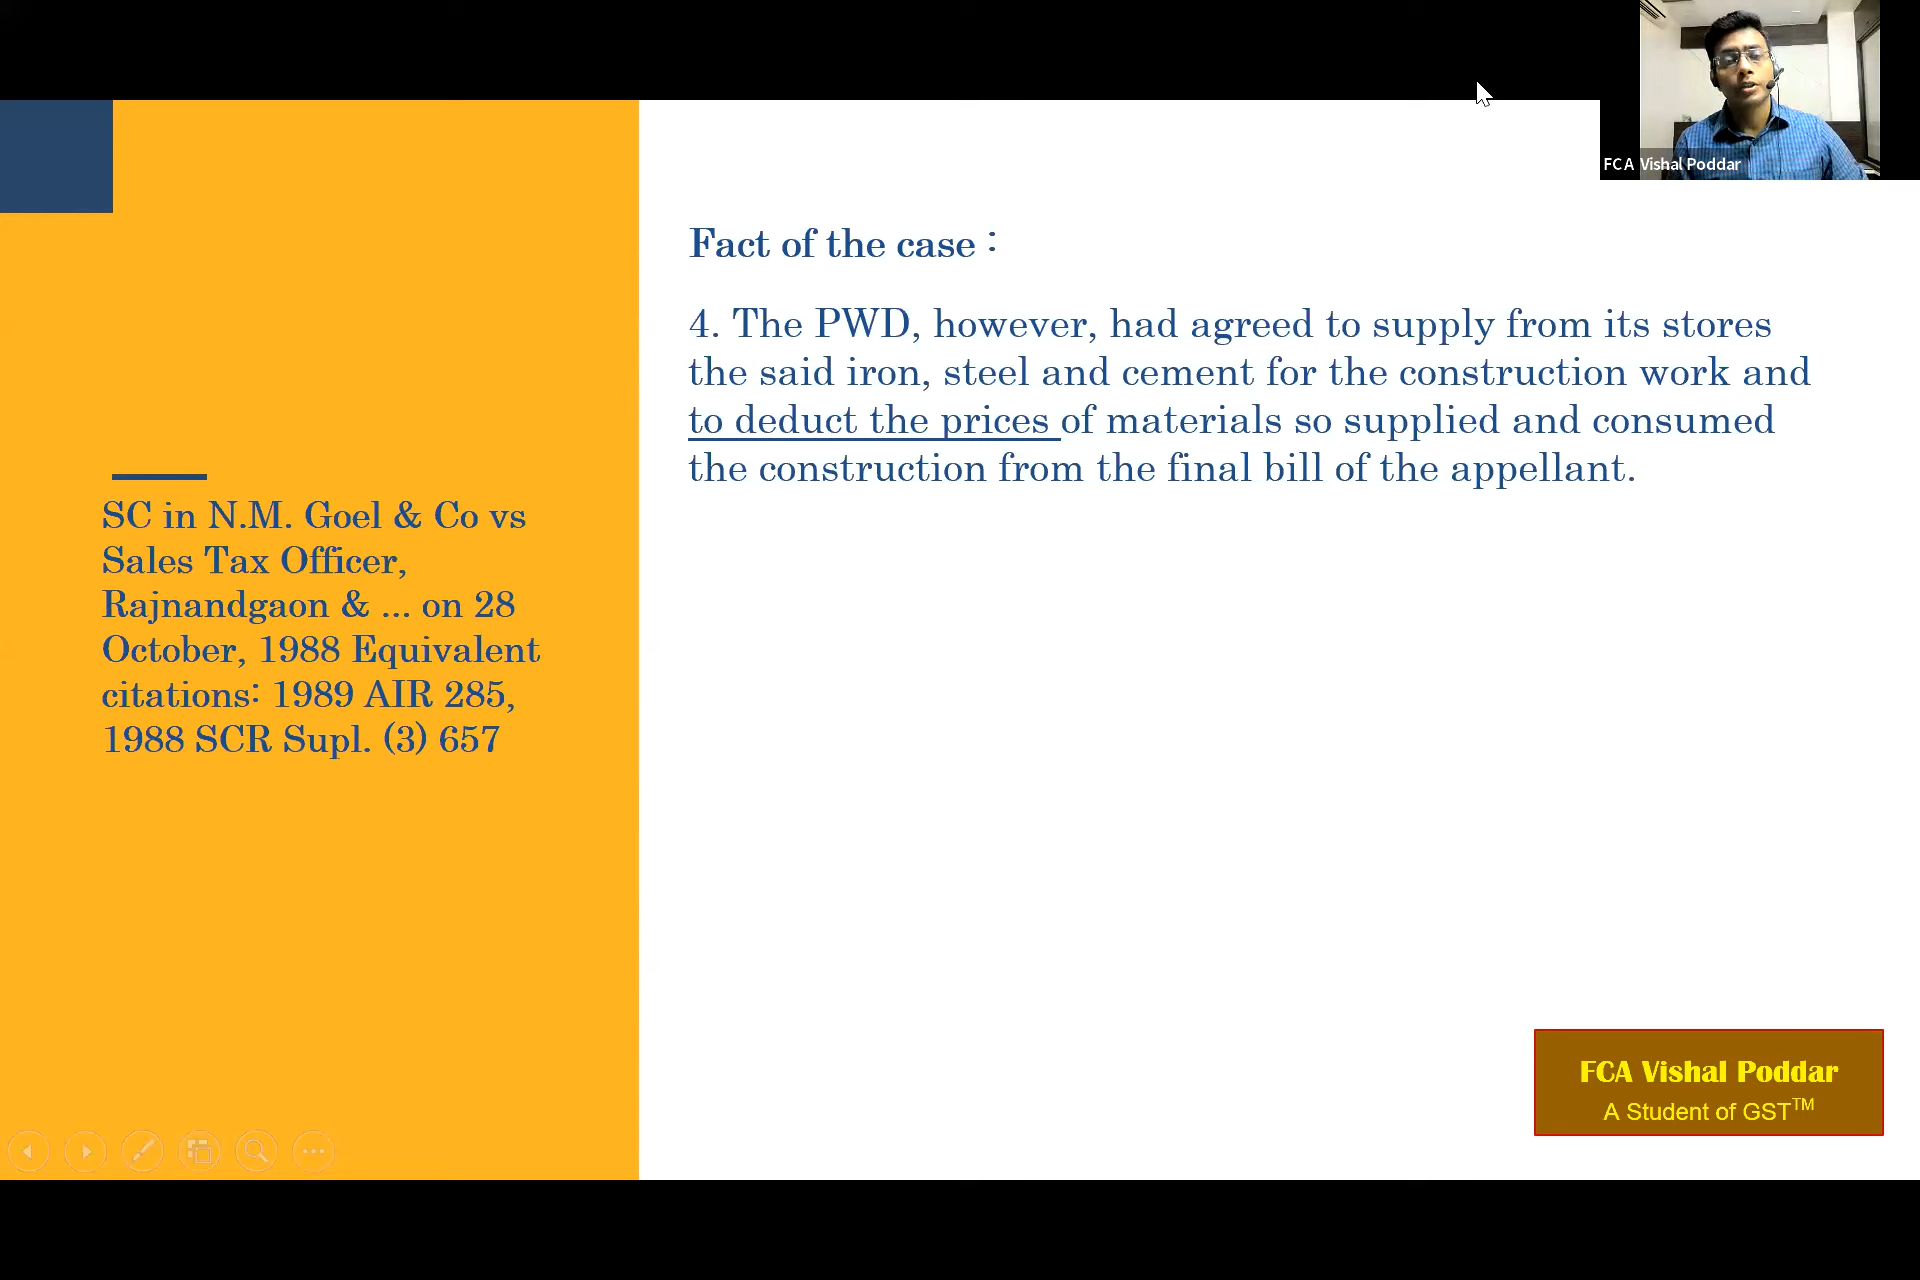 FCA Vishal Poddar
SC in N.M. Goel & Co vs
Sales Tax Officer,
Rajnandgaon & ... on 28
October, 1988 Equivalent
citations: 1989 AIR 285,
1988 SCR Supl. (3) 657
Fact of the case :
4. The PWD, however, had agreed to supply from its stores
the said iron, steel and cement for the construction work and
to deduct the prices of materials so supplied and consumed
the construction from the final bill of the appellant.
FCA Vishal Poddar
A Student of GST™